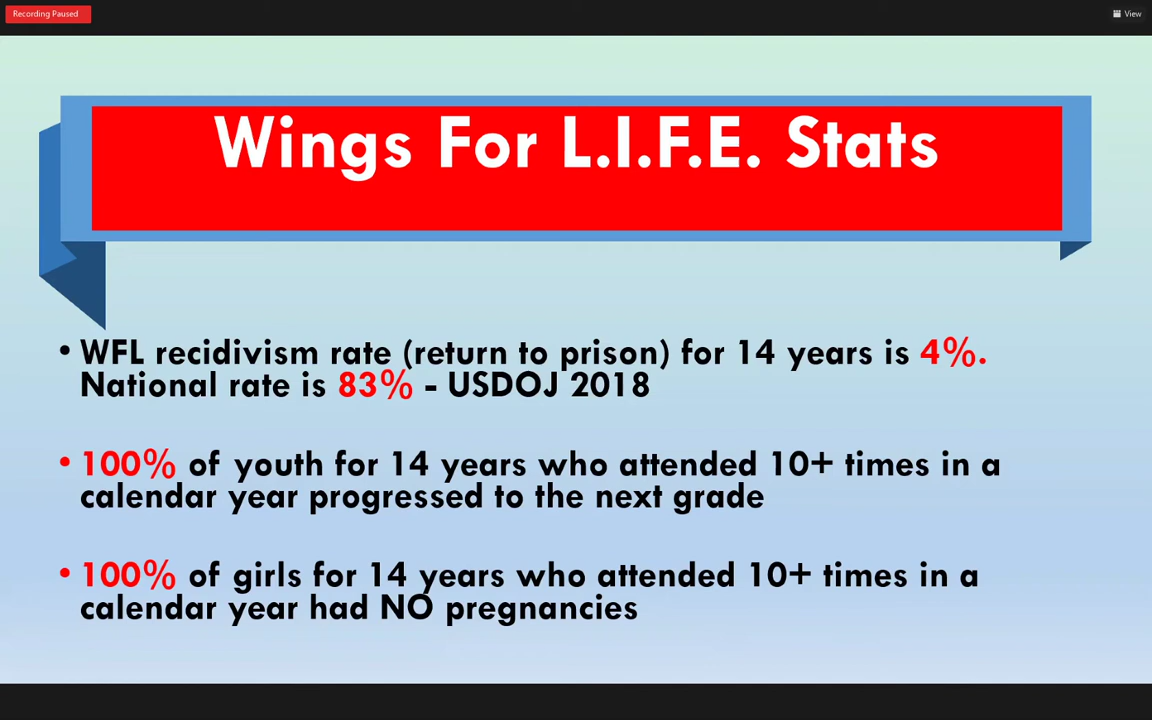 Recording Paused
View
Wings For L.I.F.E. Stats
• WFL recidivism rate (return to prison) for 14 years is 4%.
National rate is 83% - USDOJ 2018
• 100% of youth for 14 years who attended 10+ times in a
calendar year progressed to the next grade
• 100% of girls for 14 years who attended 10+ times in a
calendar year had NO pregnancies